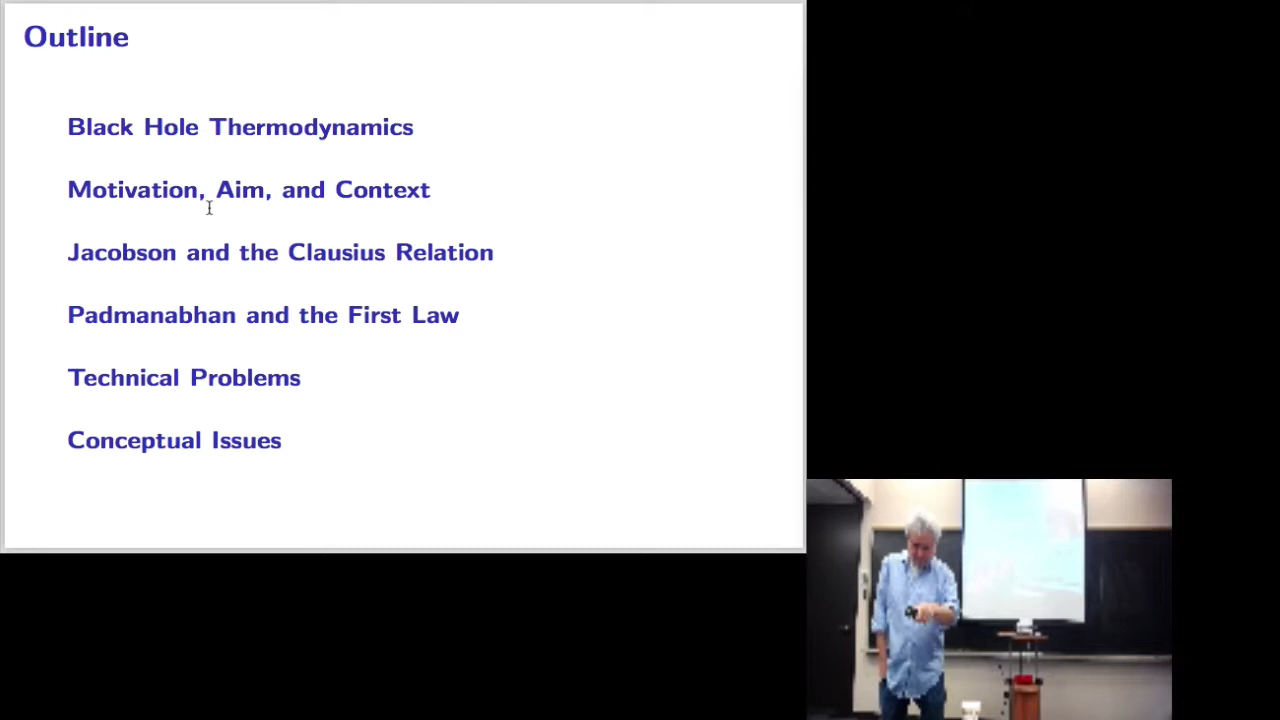 Outline
Black Hole Thermodynamics
Motivation, Aim, and Context
Jacobson and the Clausius Relation
Padmanabhan and the First Law
Technical Problems
Conceptual Issues